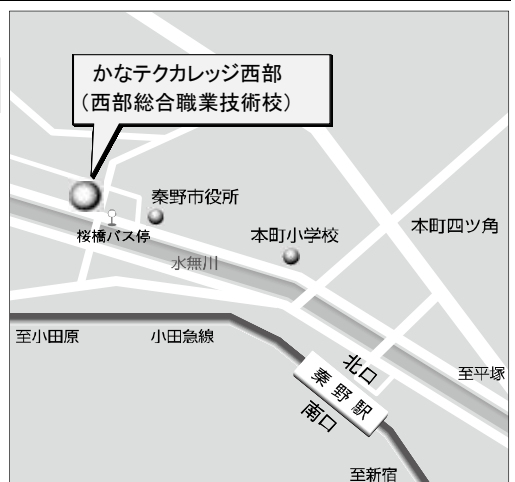 かなテクカレッジ西部
（西部総合職業技術校）
秦野市役所
桜橋バス停
本町小学校
本町四ツ角
水無川
至小田原
小田急線
北口
秦野駅
南口
至平塚
至新宿